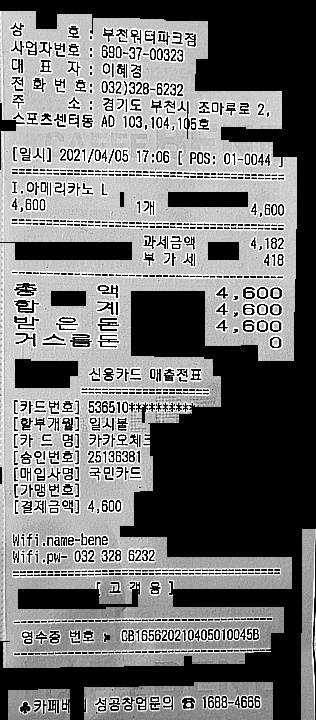 상 호 : 부천워터파크점
사업자번호 : 690-37-00323
대 표 자 : 이혜경
전 화 번 호: 032)328-6232
주 소 : 경기도 부천시 조마루로 2,
스포츠센터동 AD 103,104,105호
[일시] 2021/04/05 17:06 [ POS: 01-0044 ]
I.아메리카노 L
4,600 1개 4,600
과세금액 4,182
부 가 세 418
총 액 4,600
합 계 4,600
받 은 돈 4,600
거스름돈 0
신용카드 매출전표
[카드번호] 536510**********
[할부개월] 일시불
[카 드 명] 카카오체크
[승인번호] 25136381
[매입사명] 국민카드
[가맹번호]
[결제금액] 4,600
Wifi.name-bene
Wifi.pw- 032 328 6232
[ 고 객 용 ]
영수증 번호 : CB165620210405010045B
♣카페베 성공창업문의 ☎ 1688-4666